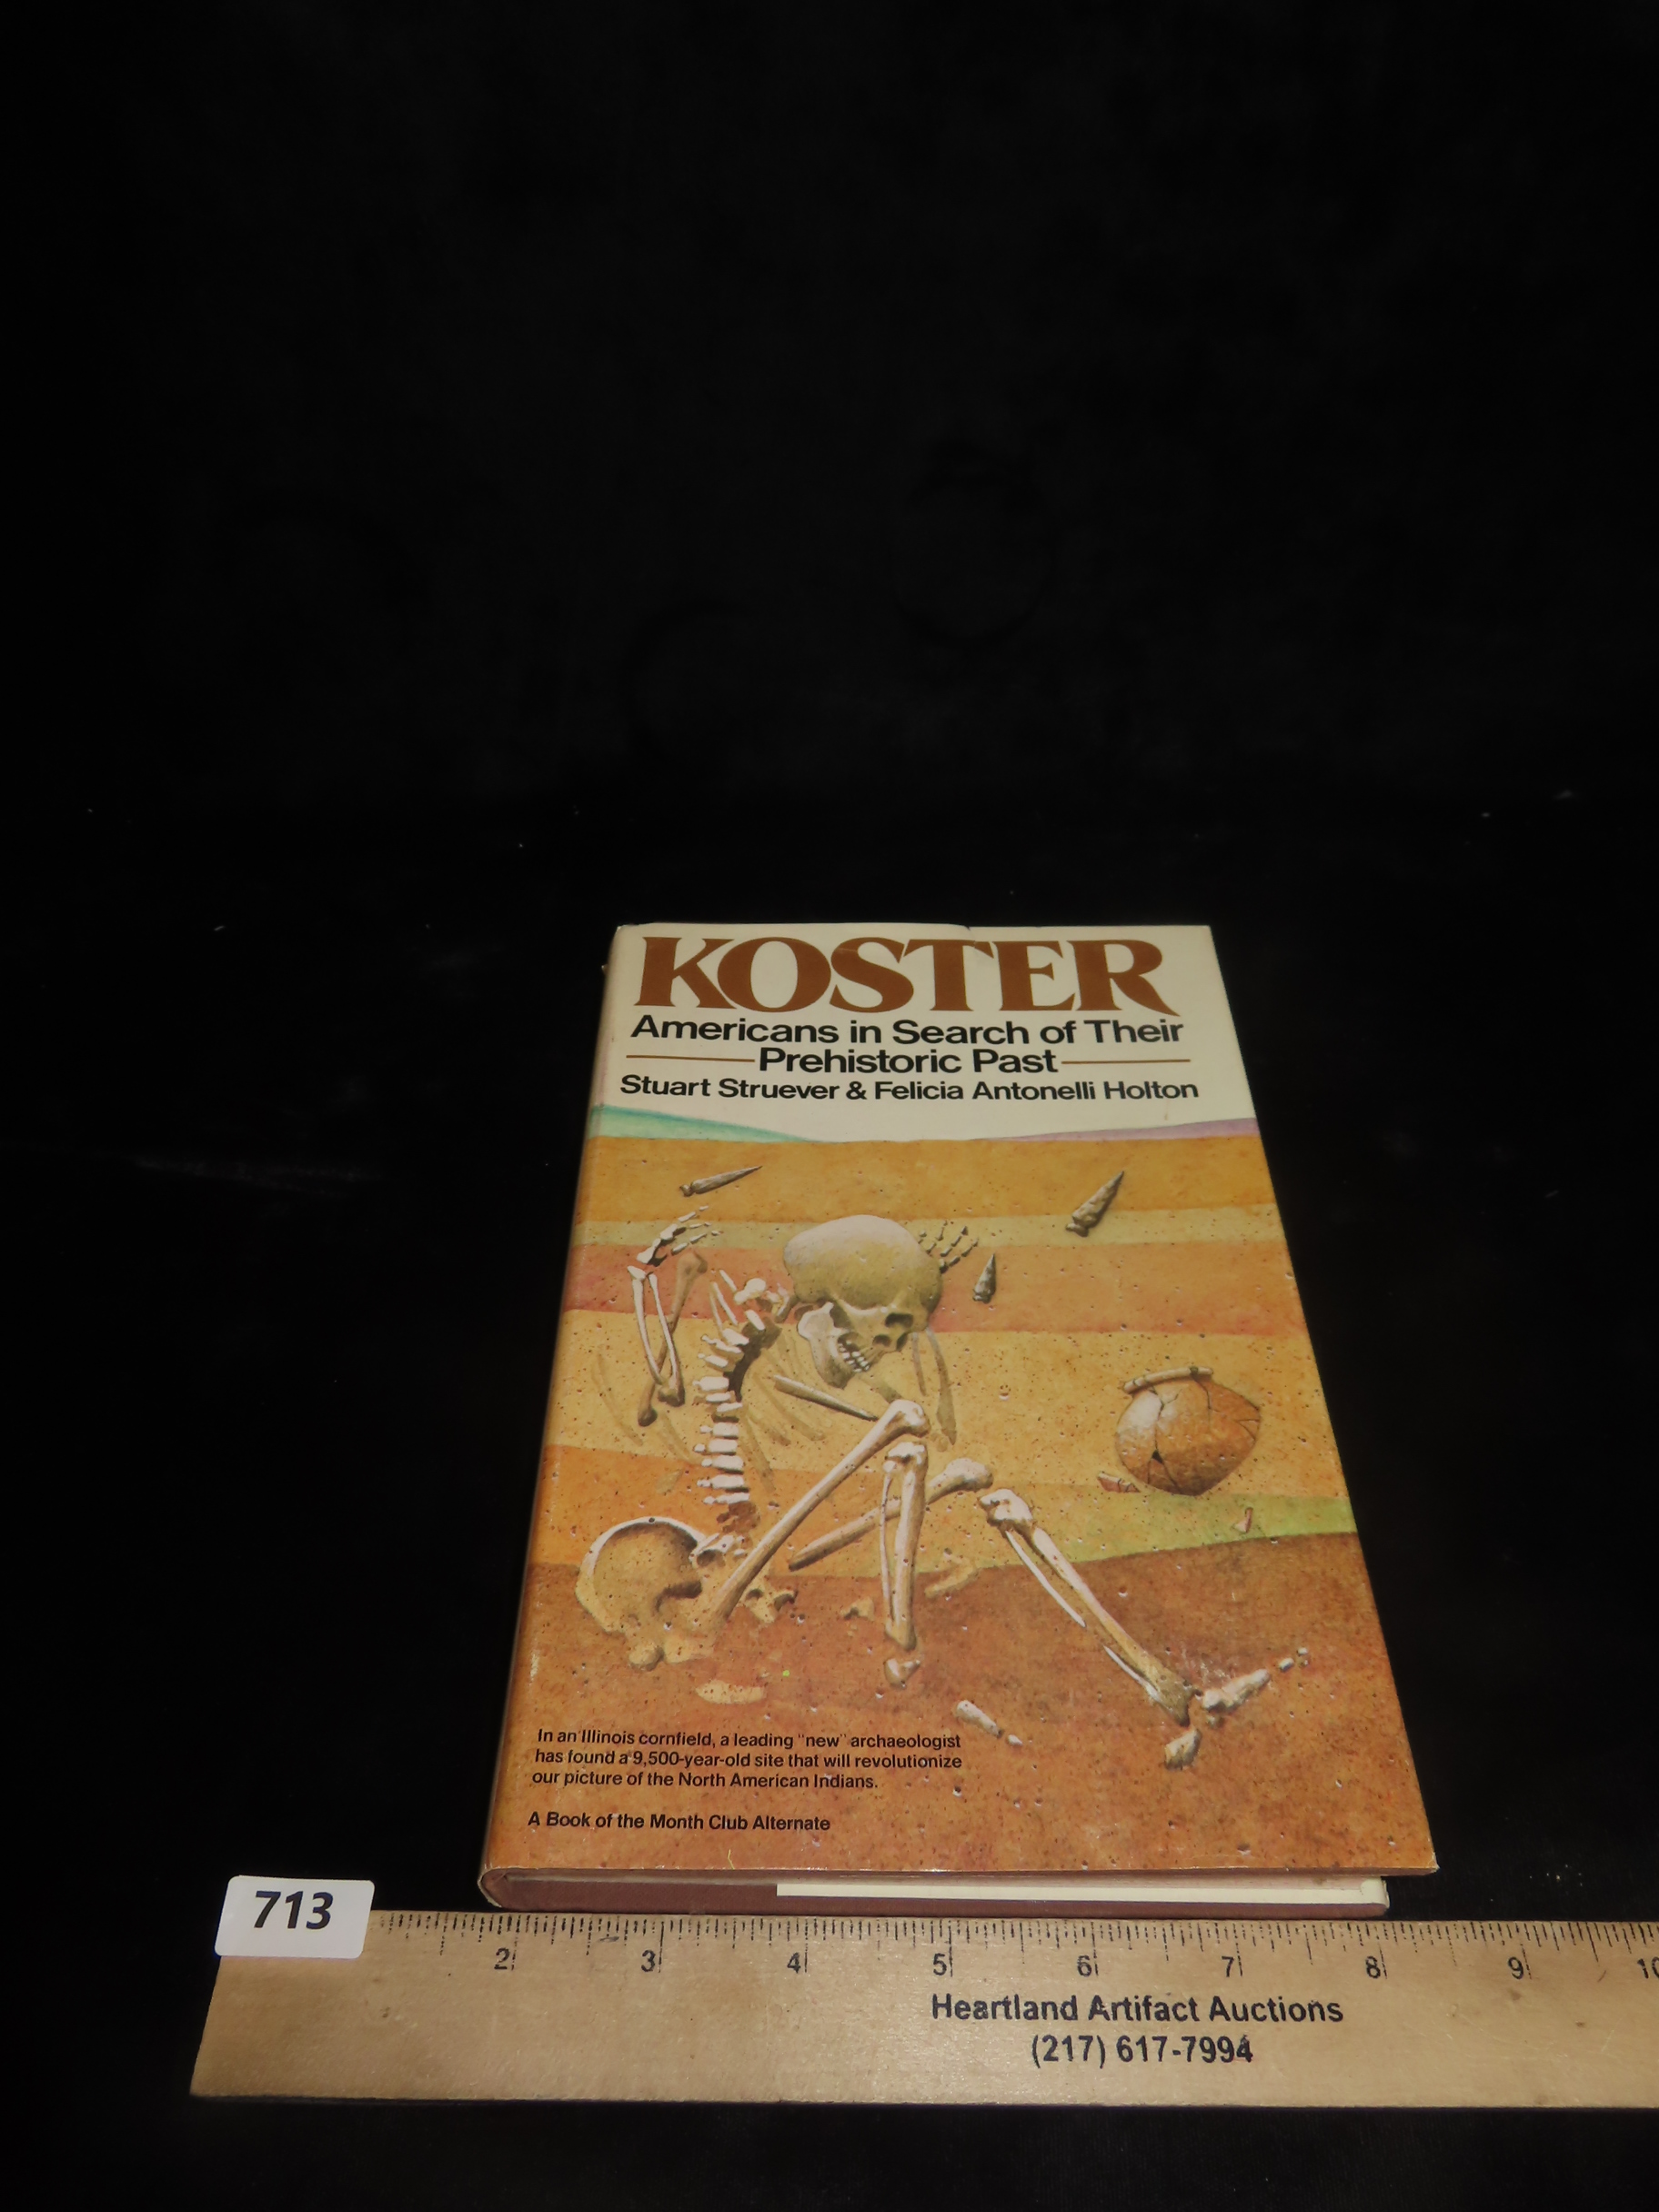 KOSTER
Americans in Search of Their
Prehistoric Past
Stuart Struever & Felicia Antonelli Holton
In an Illinois cornfield, a leading "new" archaeologist
has found a 9,500-year-old site that will revolutionize
our picture of the North American Indians.
A Book of the Month Club Alternate
713
2 3 4 5 6 7 8 9 10
Heartland Artifact Auctions
(217) 617-7994